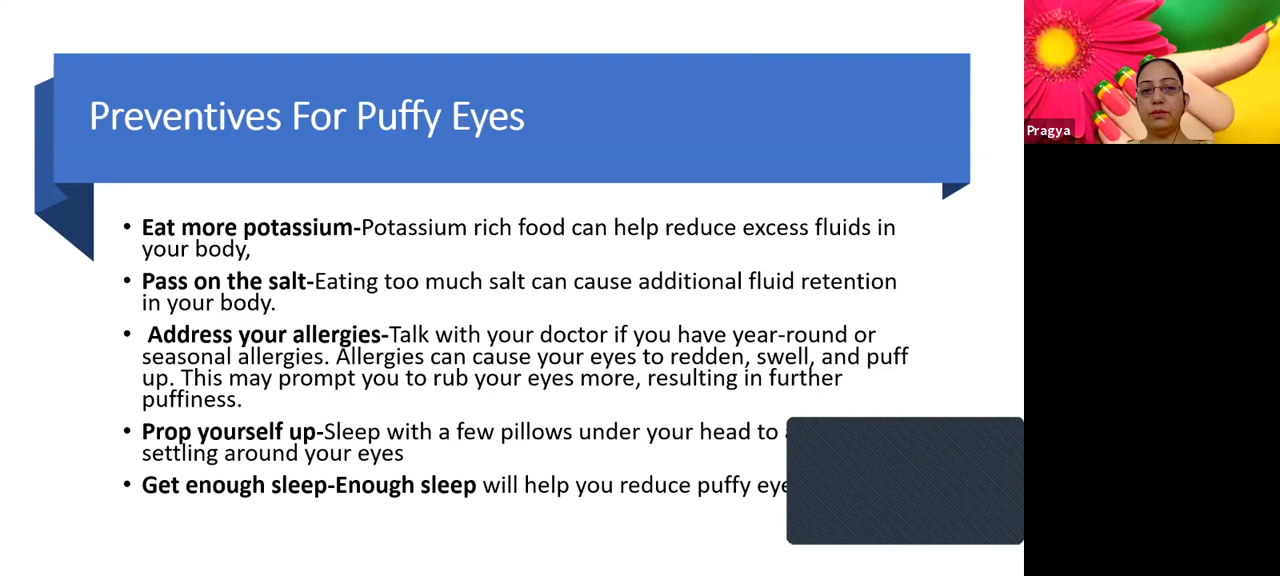 Preventives For Puffy Eyes
Pragya
• Eat more potassium-Potassium rich food can help reduce excess fluids in
your body,
• Pass on the salt-Eating too much salt can cause additional fluid retention
in your body.
• Address your allergies-Talk with your doctor if you have year-round or
seasonal allergies. Allergies can cause your eyes to redden, swell, and puff
up. This may prompt you to rub your eyes more, resulting in further
puffiness.
• Prop yourself up-Sleep with a few pillows under your head to
settling around your eyes
• Get enough sleep-Enough sleep will help you reduce puffy